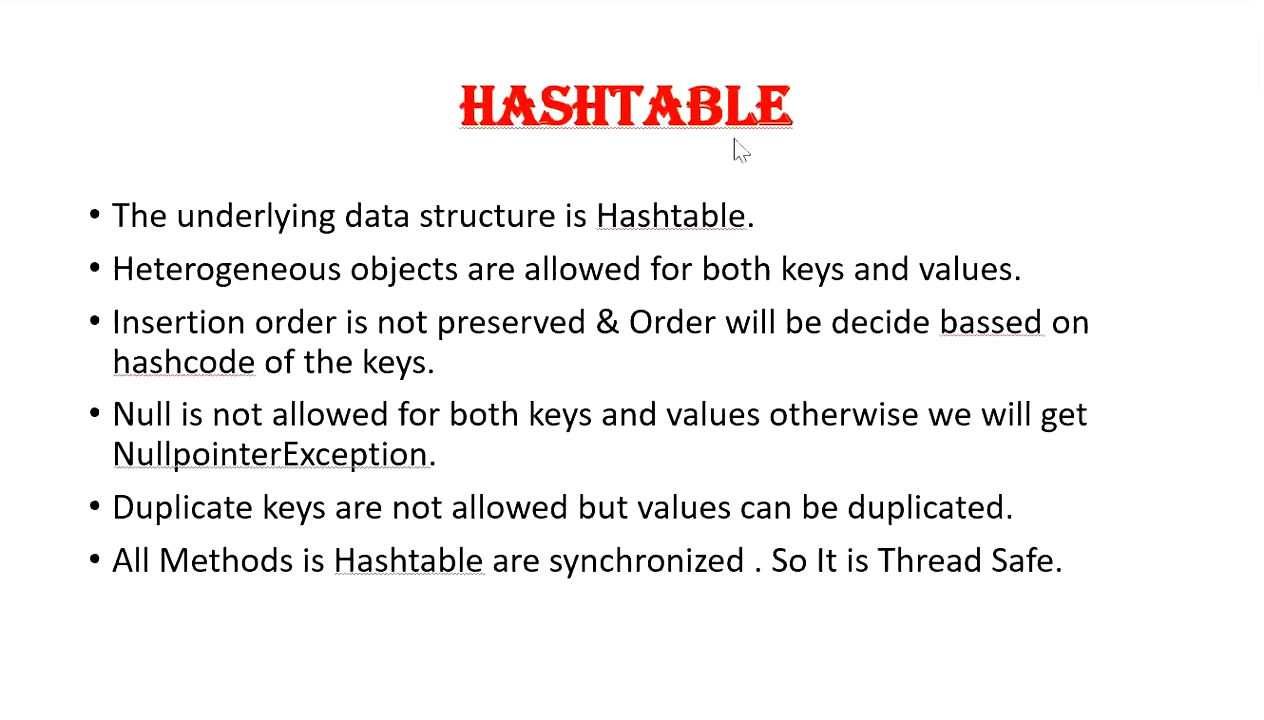 HASHTABLE
• The underlying data structure is Hashtable.
• Heterogeneous objects are allowed for both keys and values.
• Insertion order is not preserved & Order will be decide bassed on
hashcode of the keys.
• Null is not allowed for both keys and values otherwise we will get
NullpointerException.
• Duplicate keys are not allowed but values can be duplicated.
• All Methods is Hashtable are synchronized . So It is Thread Safe.